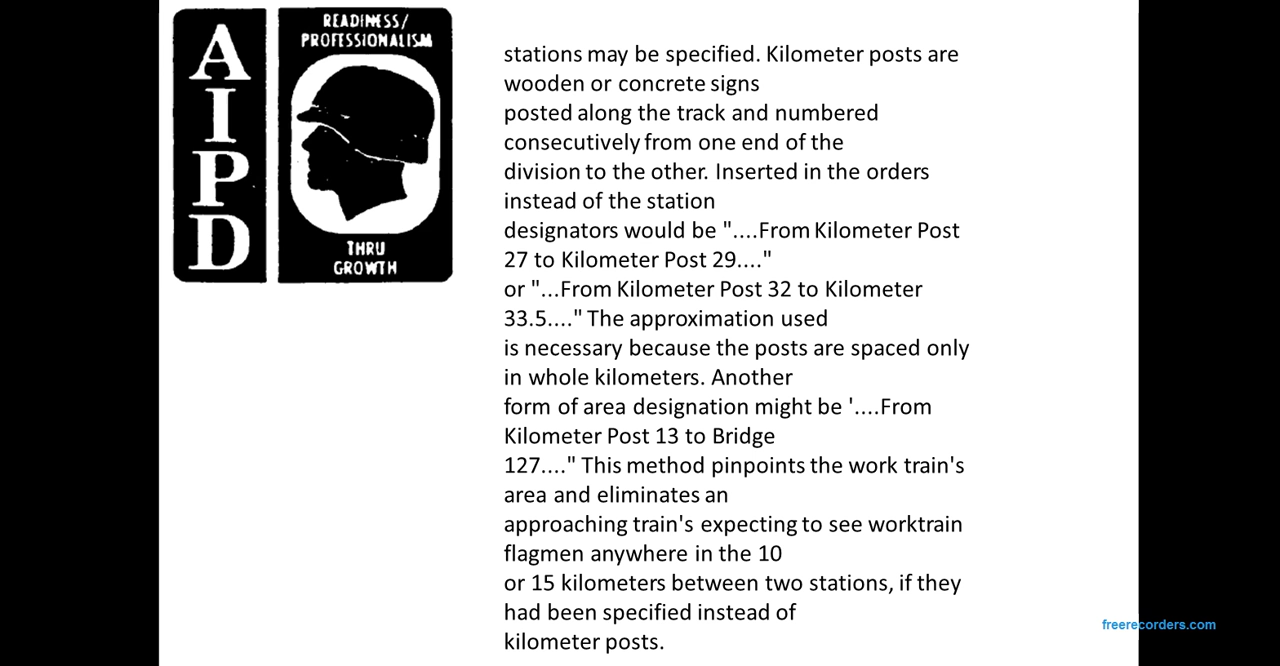 AIPD
READINESS/
PROFESSIONALISM
THRU
GROWTH
stations may be specified. Kilometer posts are
wooden or concrete signs
posted along the track and numbered
consecutively from one end of the
division to the other. Inserted in the orders
instead of the station
designators would be "....From Kilometer Post
27 to Kilometer Post 29...."
or "...From Kilometer Post 32 to Kilometer
33.5...." The approximation used
is necessary because the posts are spaced only
in whole kilometers. Another
form of area designation might be '....From
Kilometer Post 13 to Bridge
127...." This method pinpoints the work train's
area and eliminates an
approaching train's expecting to see worktrain
flagmen anywhere in the 10
or 15 kilometers between two stations, if they
had been specified instead of
kilometer posts.
freerecorders.com